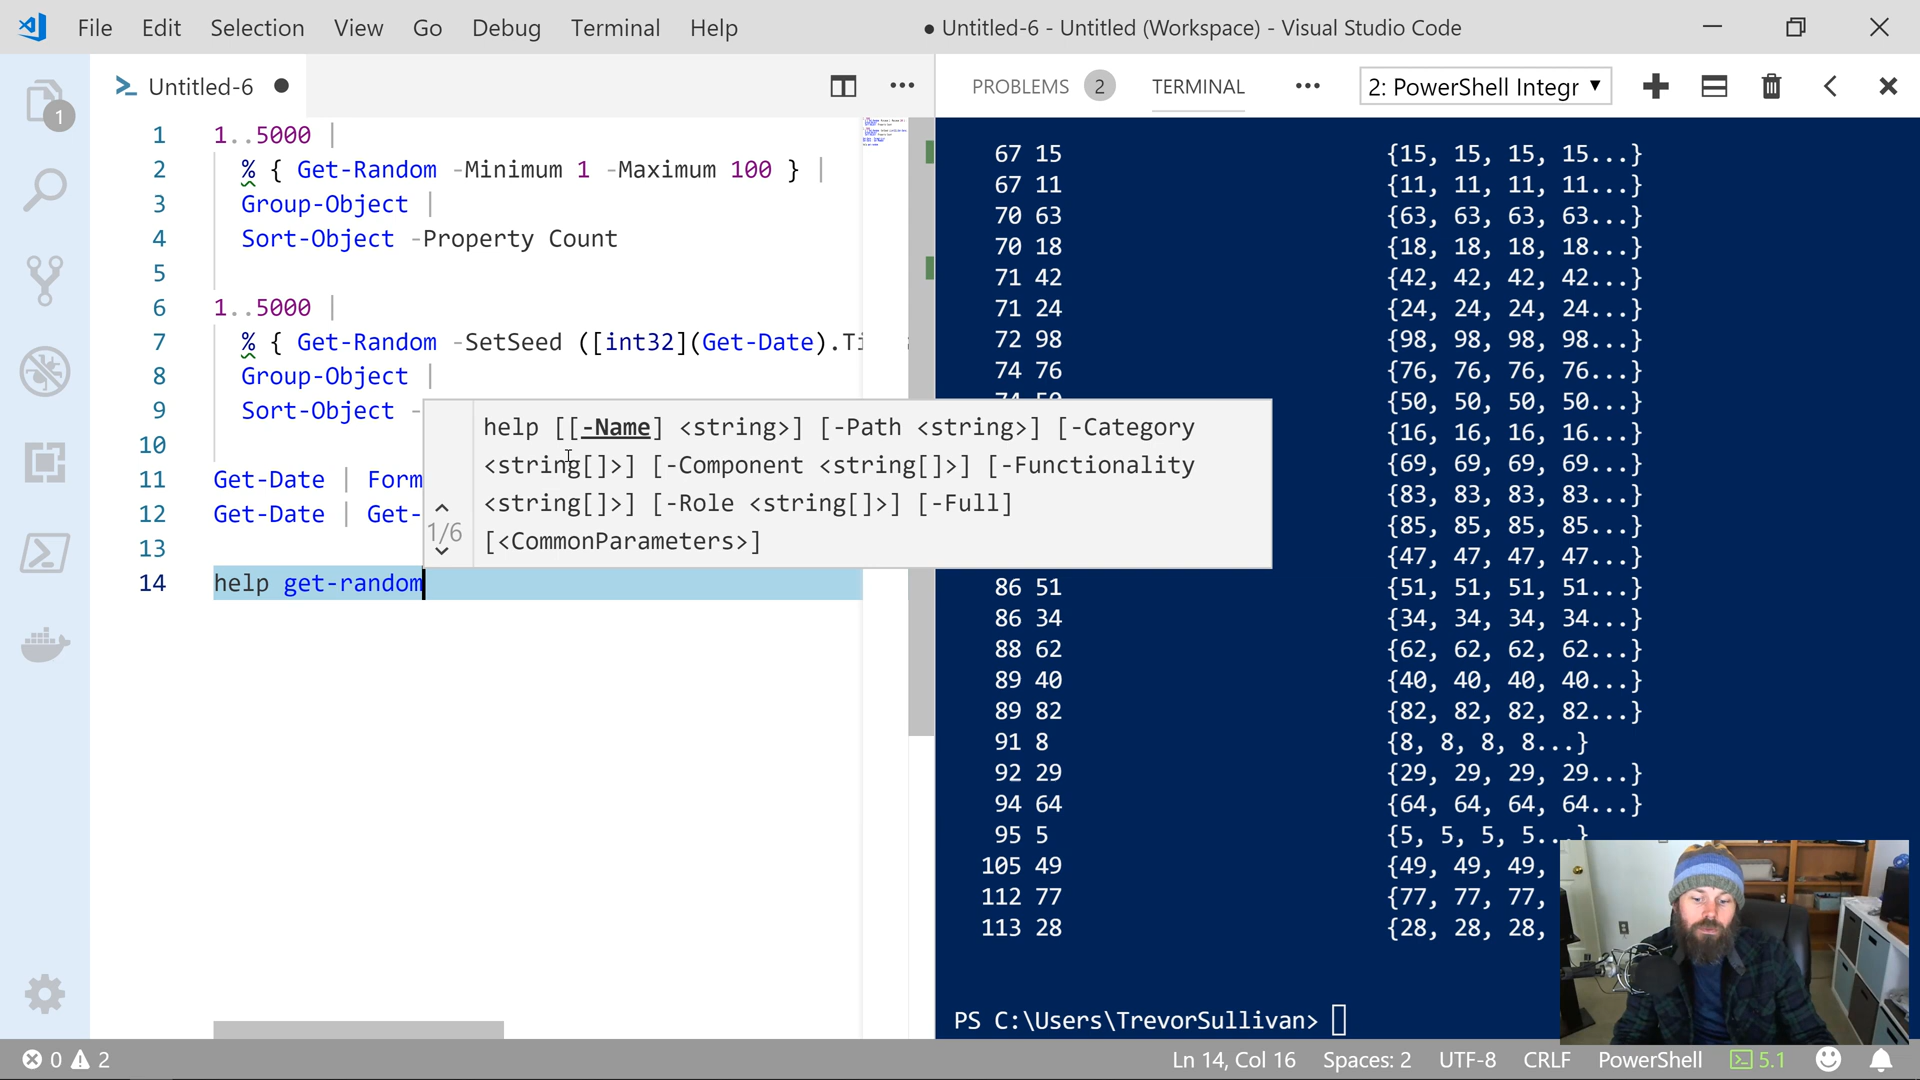 File Edit Selection View Go Debug Terminal Help
● Untitled-6 - Untitled (Workspace) - Visual Studio Code
1
Untitled-6
1 1..5000 |
2 % { Get-Random -Minimum 1 -Maximum 100 } |
3 Group-Object |
4 Sort-Object -Property Count
5
6 1..5000 |
7 % { Get-Random -SetSeed ([int32](Get-Date).Ti
8 Group-Object |
9 Sort-Object -
10
11 Get-Date | Form
12 Get-Date | Get-
13
14 help get-random
help [[-Name] <string>] [-Path <string>] [-Category
<string[]>] [-Component <string[]>] [-Functionality
<string[]>] [-Role <string[]>] [-Full]
[<CommonParameters>]
1/6
PROBLEMS 2 TERMINAL ··· 2: PowerShell Integr
67 15 {15, 15, 15, 15...}
67 11 {11, 11, 11, 11...}
70 63 {63, 63, 63, 63...}
70 18 {18, 18, 18, 18...}
71 42 {42, 42, 42, 42...}
71 24 {24, 24, 24, 24...}
72 98 {98, 98, 98, 98...}
74 76 {76, 76, 76, 76...}
74 50 {50, 50, 50, 50...}
{16, 16, 16, 16...}
{69, 69, 69, 69...}
{83, 83, 83, 83...}
{85, 85, 85, 85...}
{47, 47, 47, 47...}
86 51 {51, 51, 51, 51...}
86 34 {34, 34, 34, 34...}
88 62 {62, 62, 62, 62...}
89 40 {40, 40, 40, 40...}
89 82 {82, 82, 82, 82...}
91 8 {8, 8, 8, 8...}
92 29 {29, 29, 29, 29...}
94 64 {64, 64, 64, 64...}
95 5 {5, 5, 5, 5...}
105 49 {49, 49, 49,
112 77 {77, 77, 77,
113 28 {28, 28, 28,
PS C:\Users\TrevorSullivan>
0 2
Ln 14, Col 16 Spaces: 2 UTF-8 CRLF PowerShell 5.1